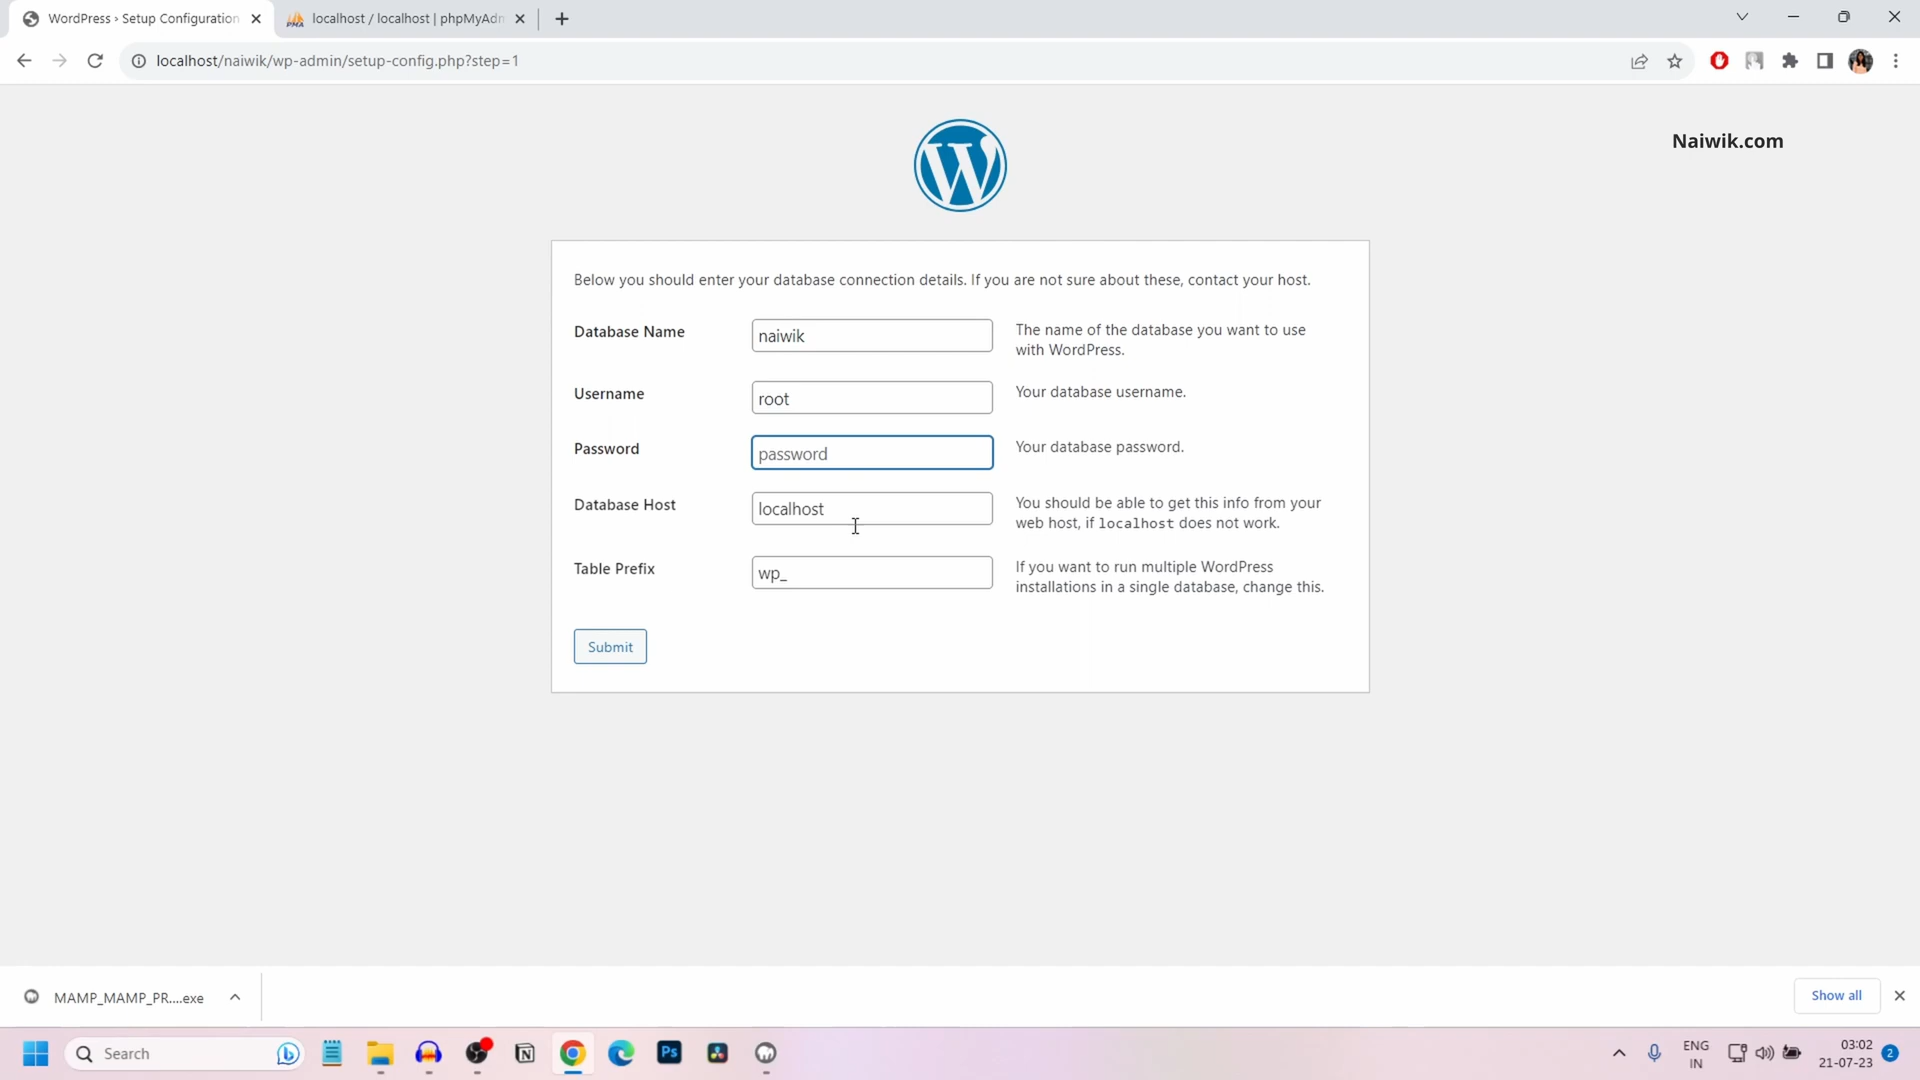 WordPress › Setup Configuration
localhost / localhost | phpMyAdm
localhost/naiwik/wp-admin/setup-config.php?step=1
Naiwik.com
Below you should enter your database connection details. If you are not sure about these, contact your host.
Database Name
naiwik
The name of the database you want to use
with WordPress.
Username
root
Your database username.
Password
password
Your database password.
Database Host
localhost
You should be able to get this info from your
web host, if localhost does not work.
Table Prefix
wp_
If you want to run multiple WordPress
installations in a single database, change this.
Submit
MAMP_MAMP_PR....exe
Show all
Search
Ps
ENG
IN
03:02
21-07-23
2